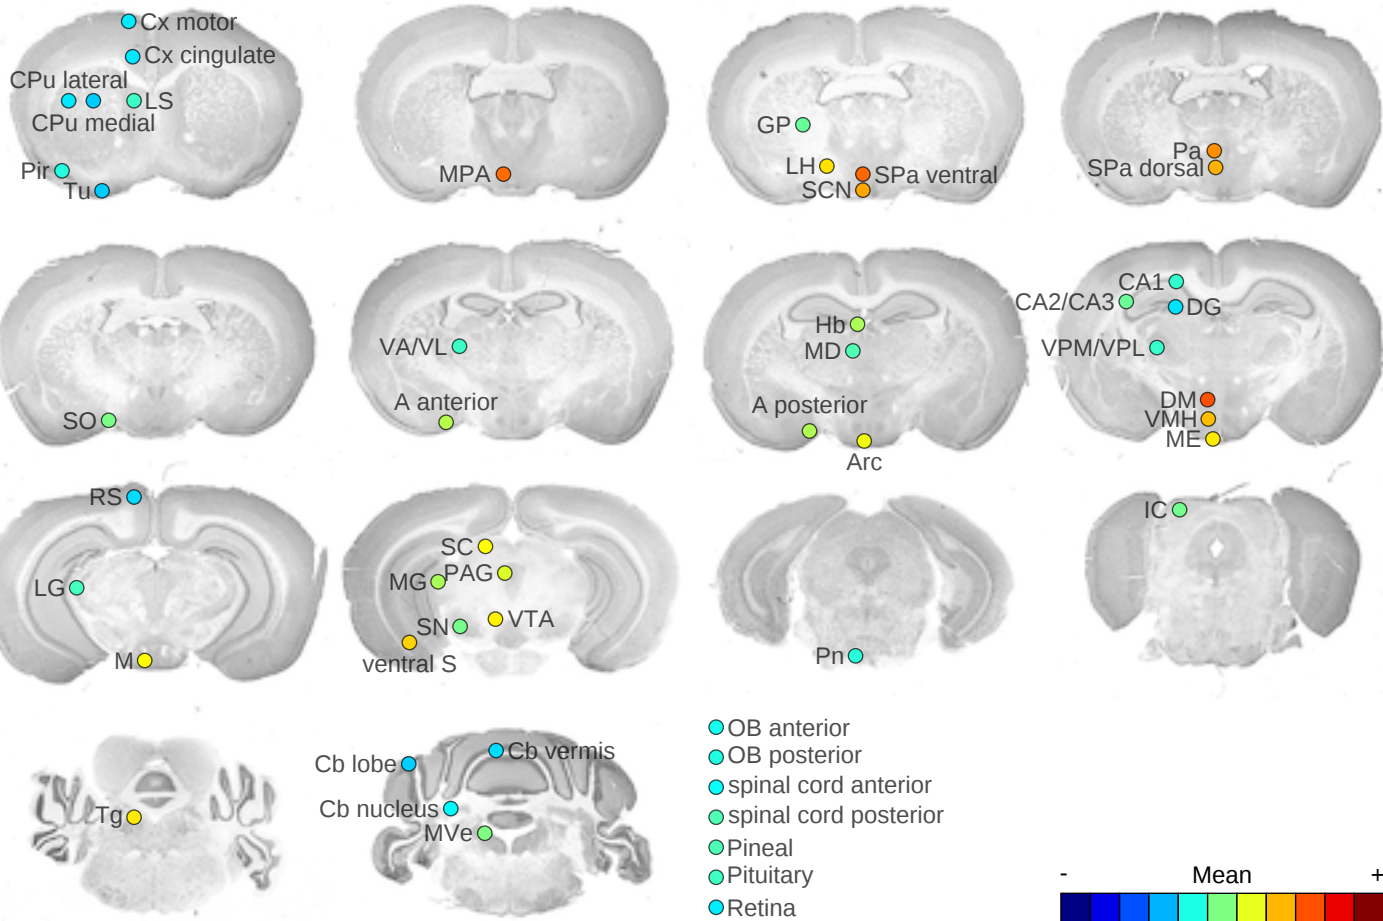 Cx motor
Cx cingulate
CPu lateral
LS
CPu medial
Pir
Tu
MPA
GP
LH
SPa ventral
SCN
Pa
SPa dorsal
SO
VA/VL
A anterior
Hb
MD
A posterior
Arc
CA1
CA2/CA3
DG
VPM/VPL
DM
VMH
ME
RS
LG
M
SC
MG
PAG
SN
VTA
ventral S
Pn
IC
Tg
Cb lobe
Cb vermis
Cb nucleus
MVe
OB anterior
OB posterior
spinal cord anterior
spinal cord posterior
Pineal
Pituitary
Retina
- Mean +